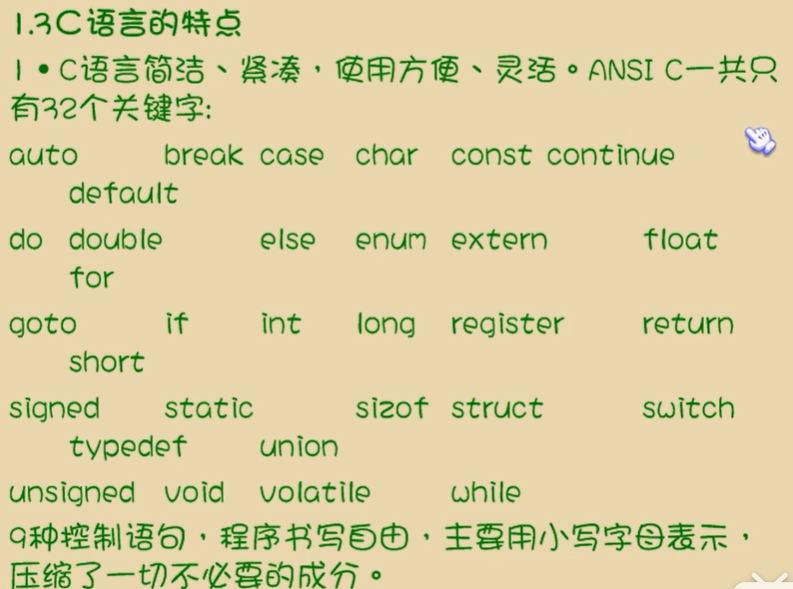 1.3C语言的特点
1•C语言简洁、紧凑，使用方便、灵活。ANSI C一共只
有32个关键字:
auto break case char const continue
default
do double else enum extern float
for
goto if int long register return
short
signed static sizof struct switch
typedef union
unsigned void volatile while
9种控制语句，程序书写自由，主要用小写字母表示，
压缩了一切不必要的成分。